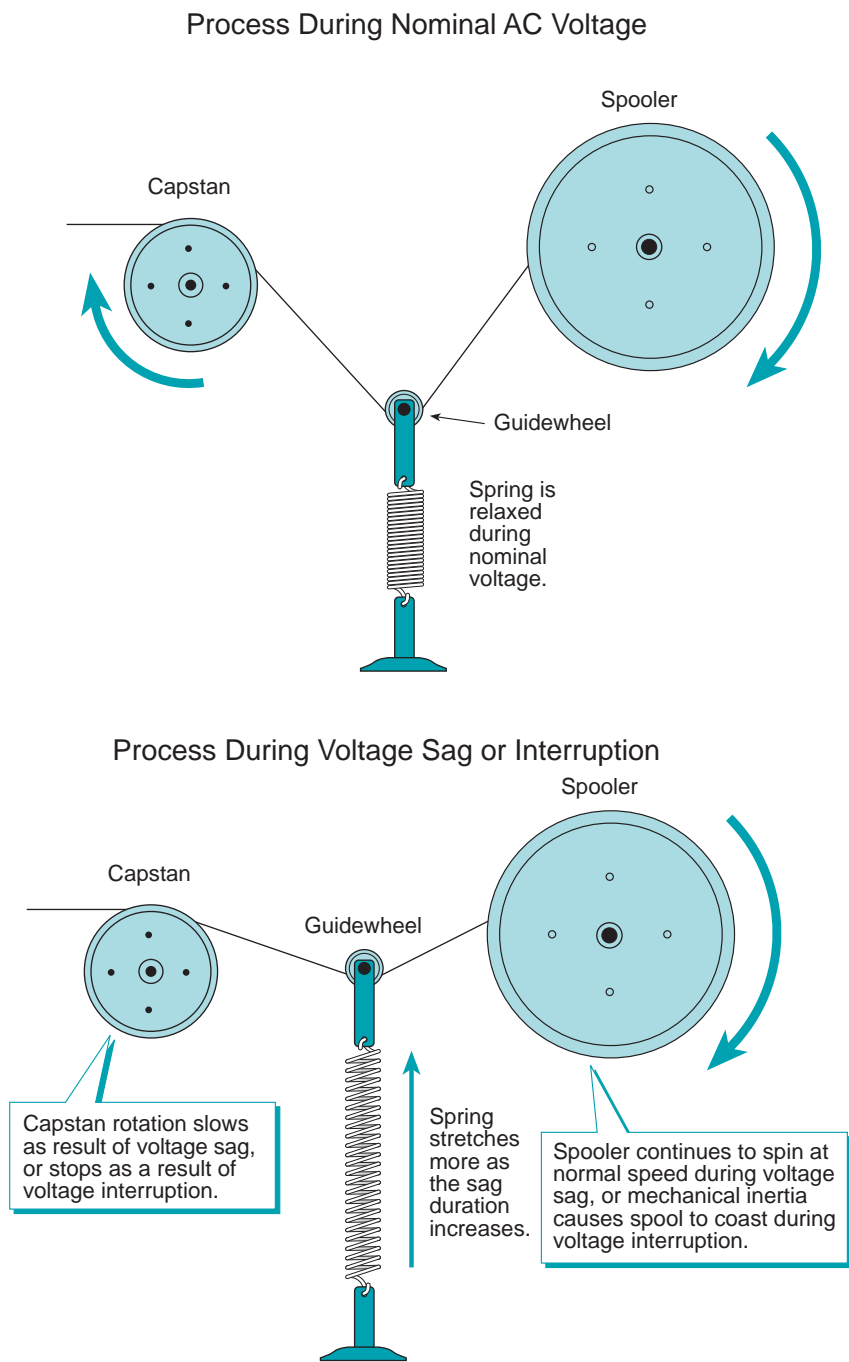 Process During Nominal AC Voltage
Spooler
Capstan
Guidewheel
Spring is
relaxed
during
nominal
voltage.
Process During Voltage Sag or Interruption
Spooler
Capstan
Guidewheel
Capstan rotation slows
as result of voltage sag,
or stops as a result of
voltage interruption.
Spring
stretches
more as
the sag
duration
increases.
Spooler continues to spin at
normal speed during voltage
sag, or mechanical inertia
causes spool to coast during
voltage interruption.